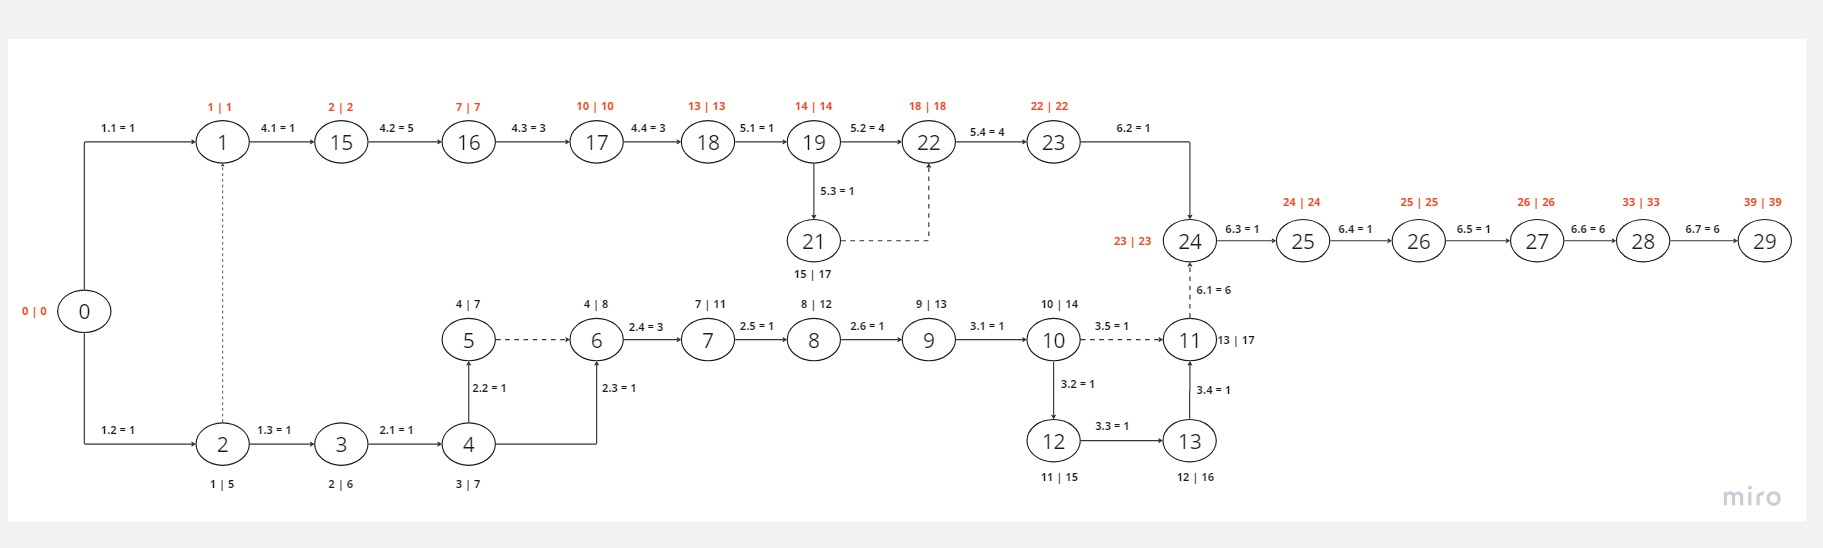 1 | 1
2 | 2
7 | 7
10 | 10
13 | 13
14 | 14
18 | 18
22 | 22
1.1 = 1
4.1 = 1
4.2 = 5
4.3 = 3
4.4 = 3
5.1 = 1
5.2 = 4
5.4 = 4
6.2 = 1
1
15
16
17
18
19
22
23
5.3 = 1
24 | 24
25 | 25
26 | 26
33 | 33
39 | 39
6.3 = 1
6.4 = 1
6.5 = 1
6.6 = 6
6.7 = 6
21
23 | 23
24
25
26
27
28
29
15 | 17
6.1 = 6
4 | 7
4 | 8
7 | 11
8 | 12
9 | 13
10 | 14
0 | 0
0
2.4 = 3
2.5 = 1
2.6 = 1
3.1 = 1
3.5 = 1
5
6
7
8
9
10
11
13 | 17
2.2 = 1
2.3 = 1
3.2 = 1
3.4 = 1
1.2 = 1
1.3 = 1
2.1 = 1
3.3 = 1
2
3
4
12
13
1 | 5
2 | 6
3 | 7
11 | 15
12 | 16
miro